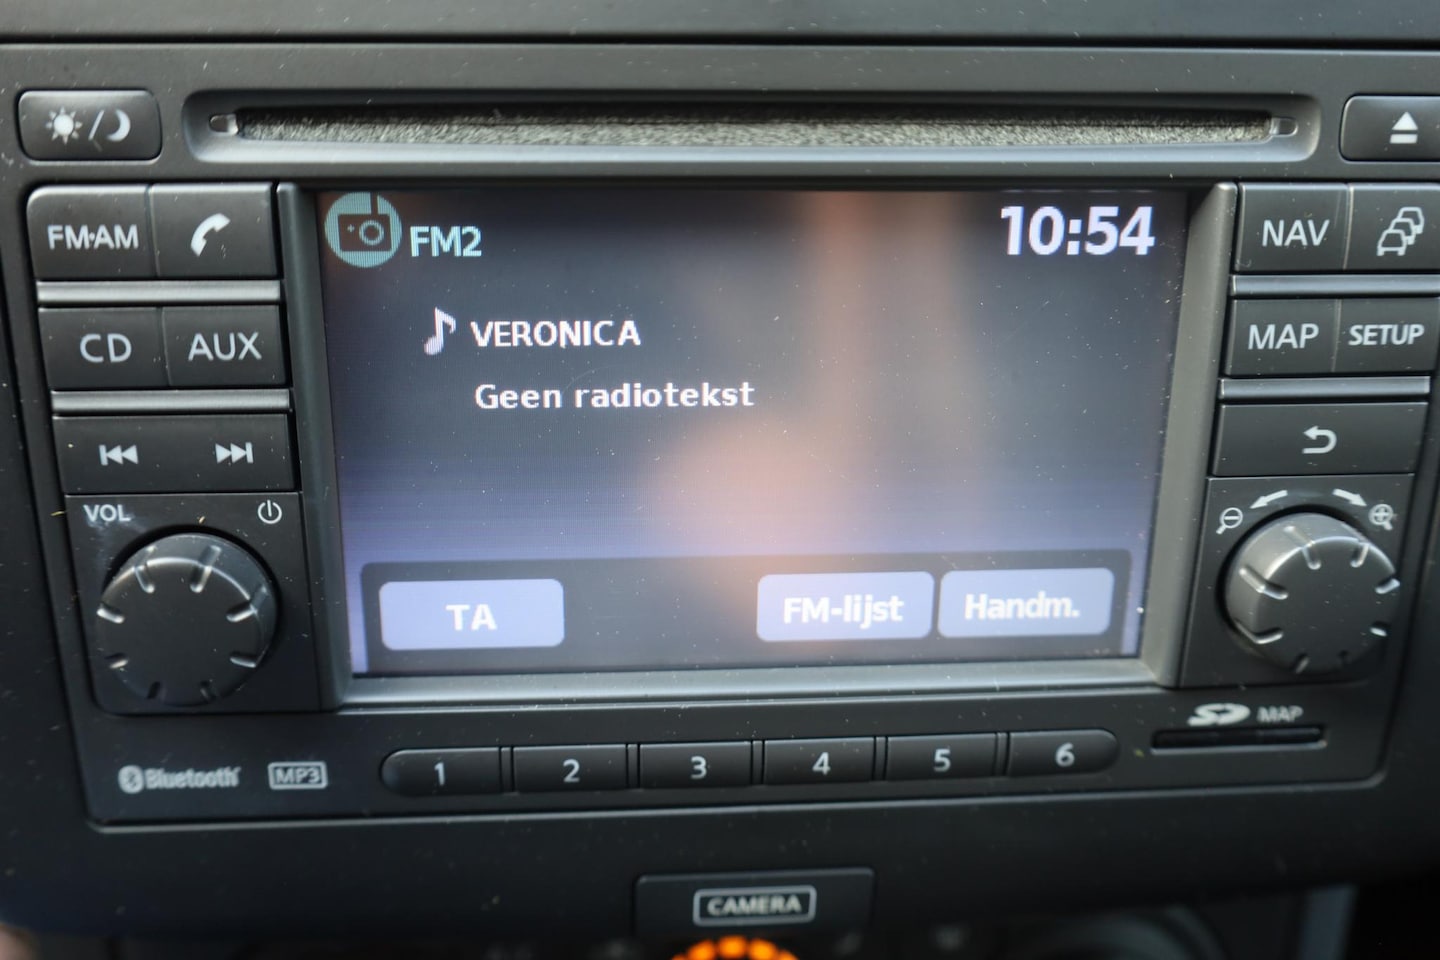 FM2 10:54
FM·AM
NAV
VERONICA
CD AUX
MAP SETUP
Geen radiotekst
VOL
TA FM-lijst Handm.
SD MAP
Bluetooth MP3
1 2 3 4 5 6
CAMERA